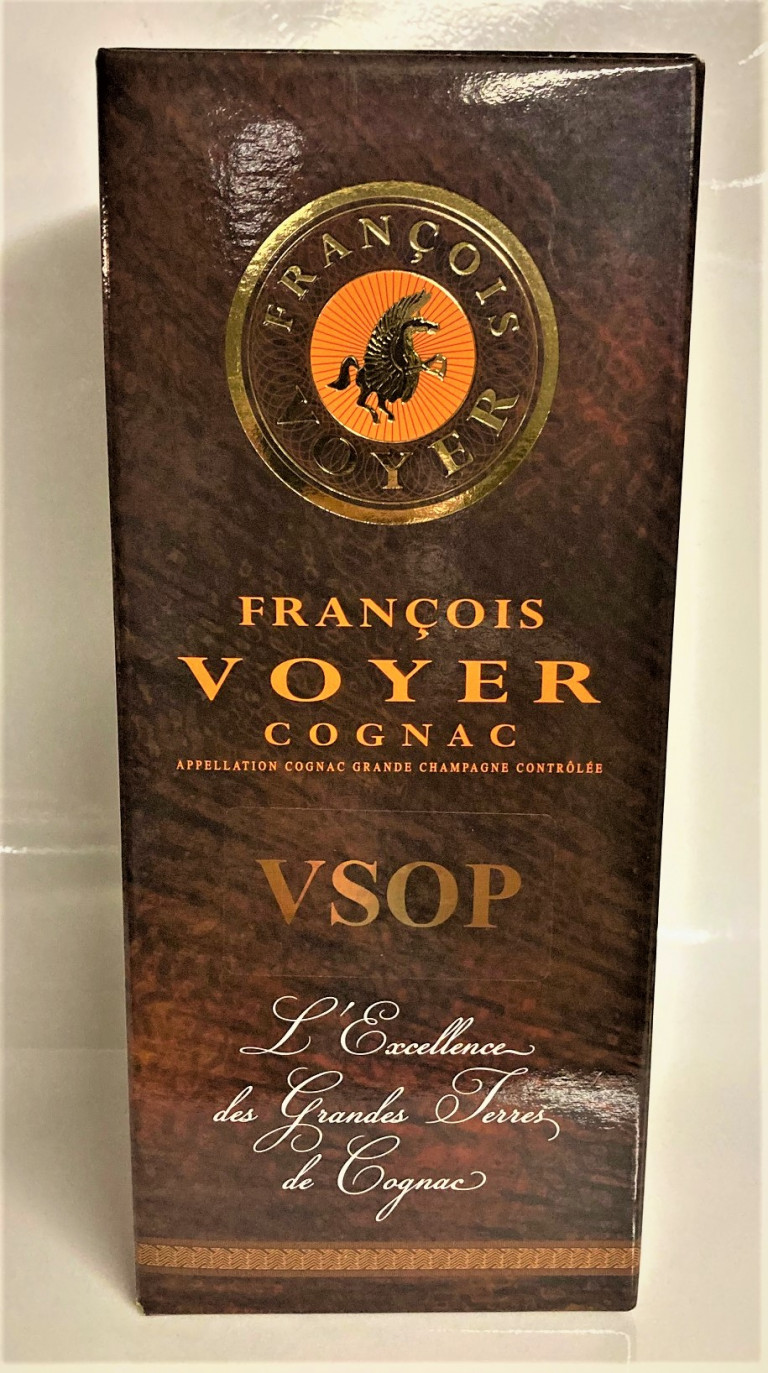 FRANÇOIS
VOYER
FRANÇOIS
VOYER
COGNAC
APPELLATION COGNAC GRANDE CHAMPAGNE CONTRÔLÉE
VSOP
L'Excellence
des Grandes Terres
de Cognac